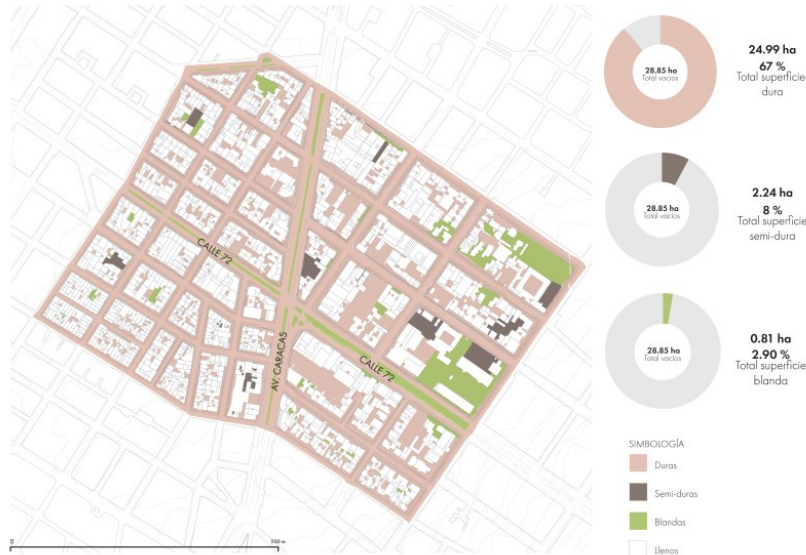 CALLE 72
AV. CARACAS
CALLE 72
0
28.85 ha
Total vacíos
24.99 ha
67 %
Total superficie
dura
28.85 ha
Total vacíos
2.24 ha
8 %
Total superficie
semi-dura
28.85 ha
Total vacíos
0.81 ha
2.90 %
Total superficie
blanda
SIMBOLOGÍA
Duras
Semi-duras
Blandas
Llenos